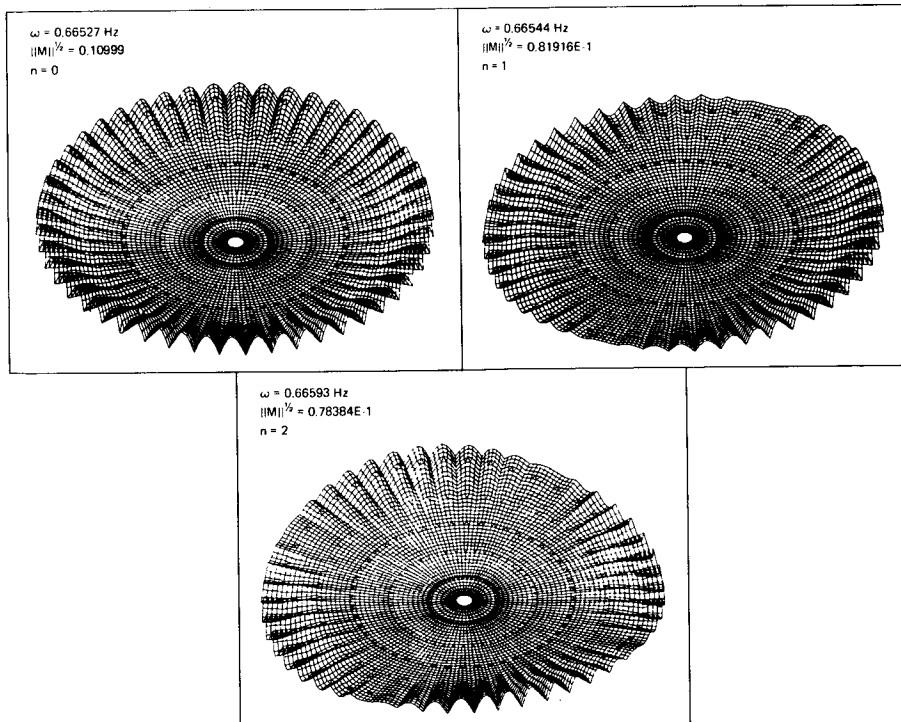 ω = 0.66527 Hz
||M||^½ = 0.10999
n = 0
ω = 0.66544 Hz
||M||^½ = 0.81916E-1
n = 1
ω = 0.66593 Hz
||M||^½ = 0.78384E-1
n = 2